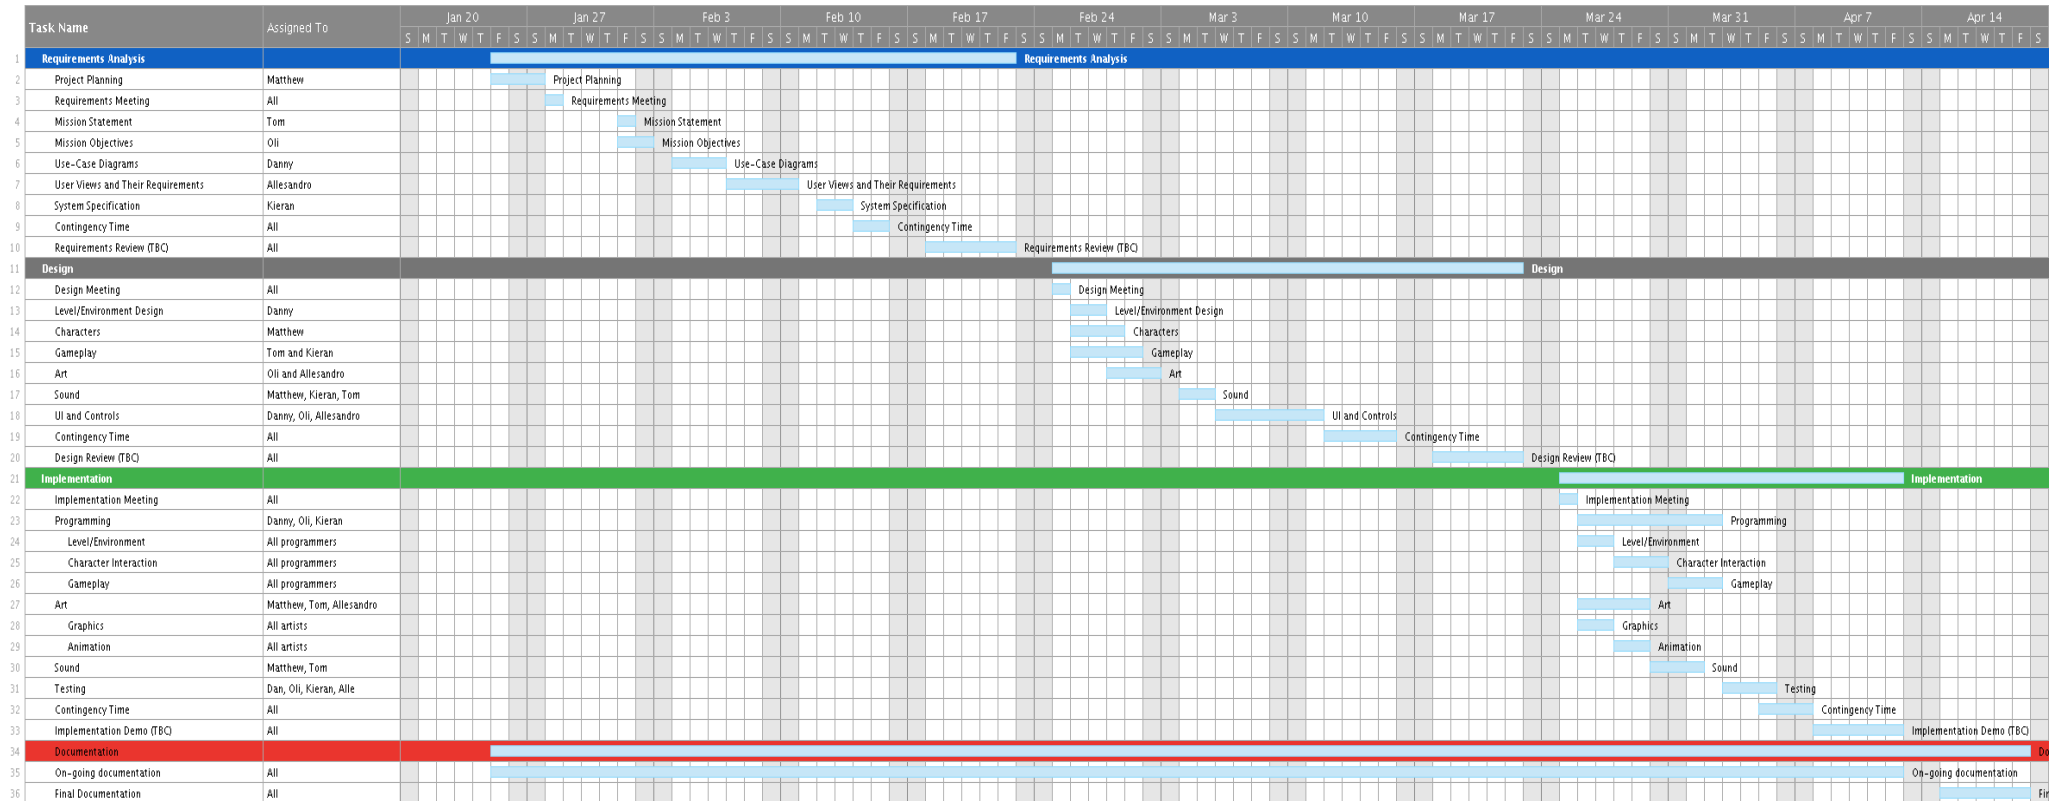 Task Name Assigned To Jan 20 Jan 27 Feb 3 Feb 10 Feb 17 Feb 24 Mar 3 Mar 10 Mar 17 Mar 24 Mar 31 Apr 7 Apr 14
S M T W T F S S M T W T F S S M T W T F S S M T W T F S S M T W T F S S M T W T F S S M T W T F S S M T W T F S S M T W T F S S M T W T F S S M T W T F S S M T W T F S S M T W T F S
1 Requirements Analysis Requirements Analysis
2 Project Planning Matthew Project Planning
3 Requirements Meeting All Requirements Meeting
4 Mission Statement Tom Mission Statement
5 Mission Objectives Oli Mission Objectives
6 Use-Case Diagrams Danny Use-Case Diagrams
7 User Views and Their Requirements Allesandro User Views and Their Requirements
8 System Specification Kieran System Specification
9 Contingency Time All Contingency Time
10 Requirements Review (TBC) All Requirements Review (TBC)
11 Design Design
12 Design Meeting All Design Meeting
13 Level/Environment Design Danny Level/Environment Design
14 Characters Matthew Characters
15 Gameplay Tom and Kieran Gameplay
16 Art Oli and Allesandro Art
17 Sound Matthew, Kieran, Tom Sound
18 UI and Controls Danny, Oli, Allesandro UI and Controls
19 Contingency Time All Contingency Time
20 Design Review (TBC) All Design Review (TBC)
21 Implementation Implementation
22 Implementation Meeting All Implementation Meeting
23 Programming Danny, Oli, Kieran Programming
24 Level/Environment All programmers Level/Environment
25 Character Interaction All programmers Character Interaction
26 Gameplay All programmers Gameplay
27 Art Matthew, Tom, Allesandro Art
28 Graphics All artists Graphics
29 Animation All artists Animation
30 Sound Matthew, Tom Sound
31 Testing Dan, Oli, Kieran, Alle Testing
32 Contingency Time All Contingency Time
33 Implementation Demo (TBC) All Implementation Demo (TBC)
34 Documentation Do
35 On-going documentation All On-going documentation
36 Final Documentation All Fin